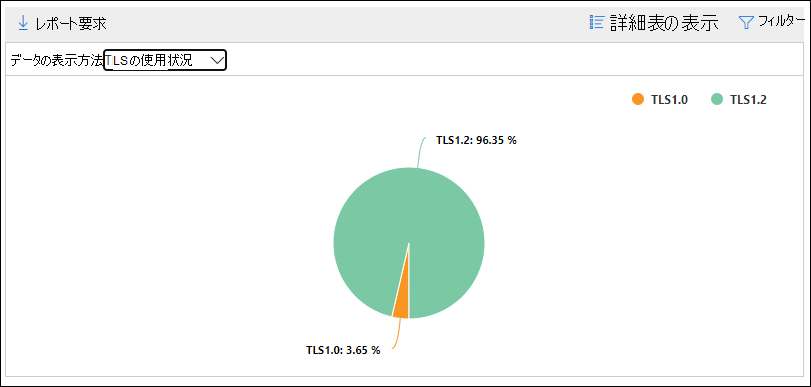 レポート要求
詳細表の表示
フィルター
データの表示方法
TLSの使用状況
TLS1.0
TLS1.2
TLS1.2: 96.35 %
TLS1.0: 3.65 %